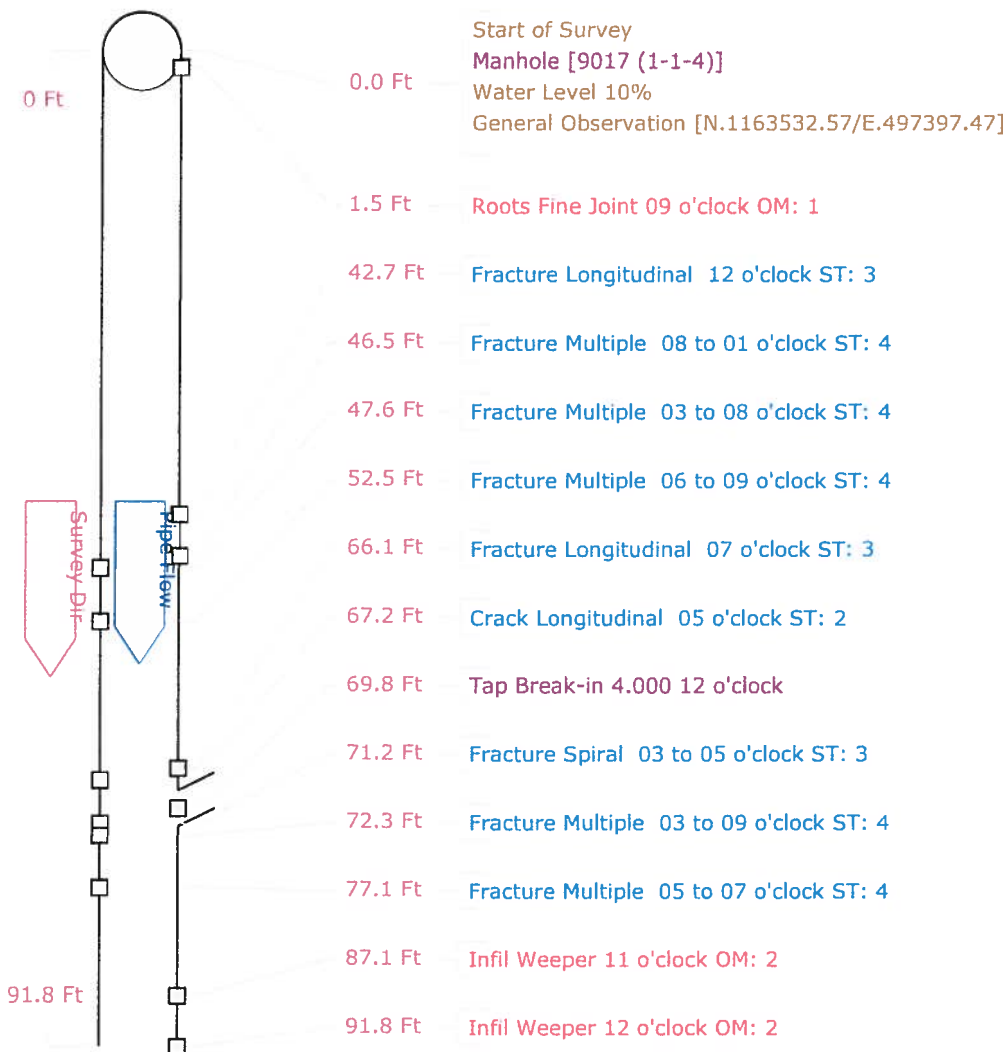 Start of Survey
Manhole [9017 (1-1-4)]
0 Ft
0.0 Ft
Water Level 10%
General Observation [N.1163532.57/E.497397.47]
1.5 Ft Roots Fine Joint 09 o'clock OM: 1
42.7 Ft Fracture Longitudinal 12 o'clock ST: 3
46.5 Ft Fracture Multiple 08 to 01 o'clock ST: 4
47.6 Ft Fracture Multiple 03 to 08 o'clock ST: 4
52.5 Ft Fracture Multiple 06 to 09 o'clock ST: 4
Survey Dir
Pipe Flow
66.1 Ft Fracture Longitudinal 07 o'clock ST: 3
67.2 Ft Crack Longitudinal 05 o'clock ST: 2
69.8 Ft Tap Break-in 4.000 12 o'clock
71.2 Ft Fracture Spiral 03 to 05 o'clock ST: 3
72.3 Ft Fracture Multiple 03 to 09 o'clock ST: 4
77.1 Ft Fracture Multiple 05 to 07 o'clock ST: 4
87.1 Ft Infil Weeper 11 o'clock OM: 2
91.8 Ft
91.8 Ft Infil Weeper 12 o'clock OM: 2